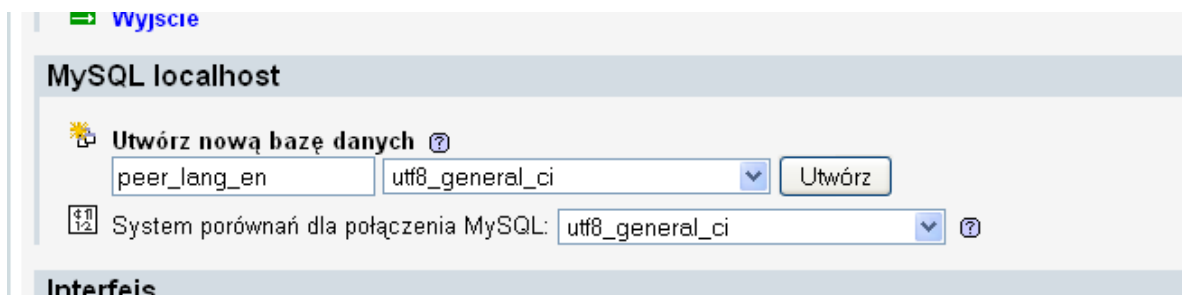 Wyjście
MySQL localhost
Utwórz nową bazę danych
peer_lang_en utf8_general_ci Utwórz
System porównań dla połączenia MySQL: utf8_general_ci
Interfejs